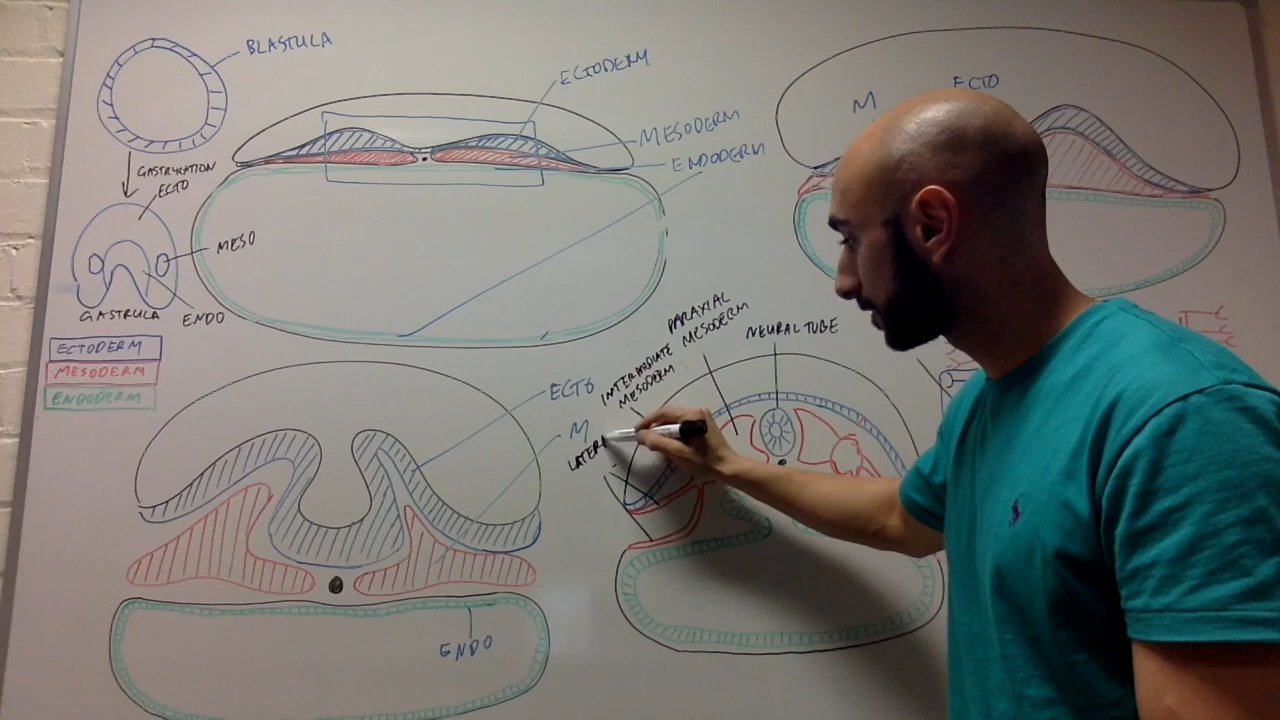 BLASTULA
GASTRULATION
ECTO
MESO
ENDO
GASTRULA
ECTODERM
MESODERM
ENDODERM
ECTODERM
MESODERM
ENDODERM
M
ECTO
ECTO
M
ENDO
INTERMEDIATE
MESODERM
PARAXIAL
MESODERM
NEURAL TUBE
LATER